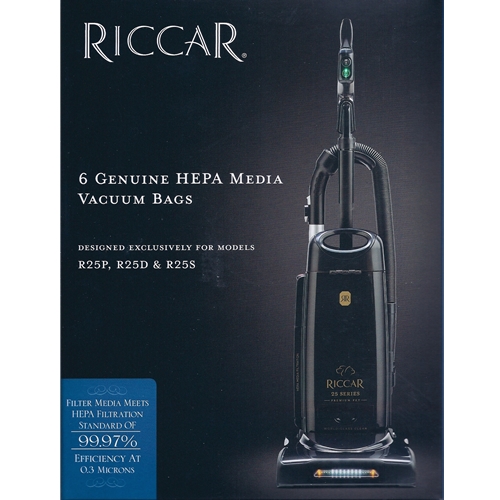 RICCAR®
6 GENUINE HEPA MEDIA
VACUUM BAGS
DESIGNED EXCLUSIVELY FOR MODELS
R25P, R25D & R25S
FILTER MEDIA MEETS
HEPA FILTRATION
STANDARD OF
99.97%
EFFICIENCY AT
0.3 MICRONS
RICCAR
25 SERIES
PREMIUM